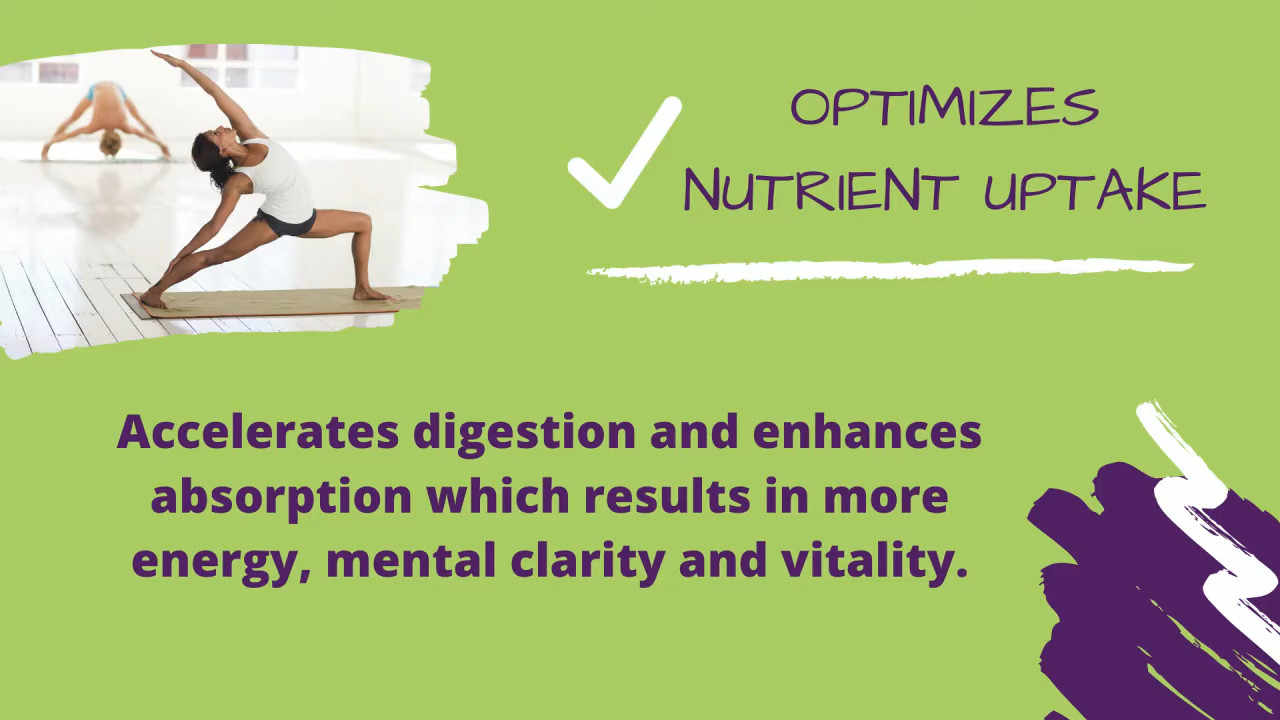 OPTIMIZES
NUTRIENT UPTAKE
Accelerates digestion and enhances
absorption which results in more
energy, mental clarity and vitality.